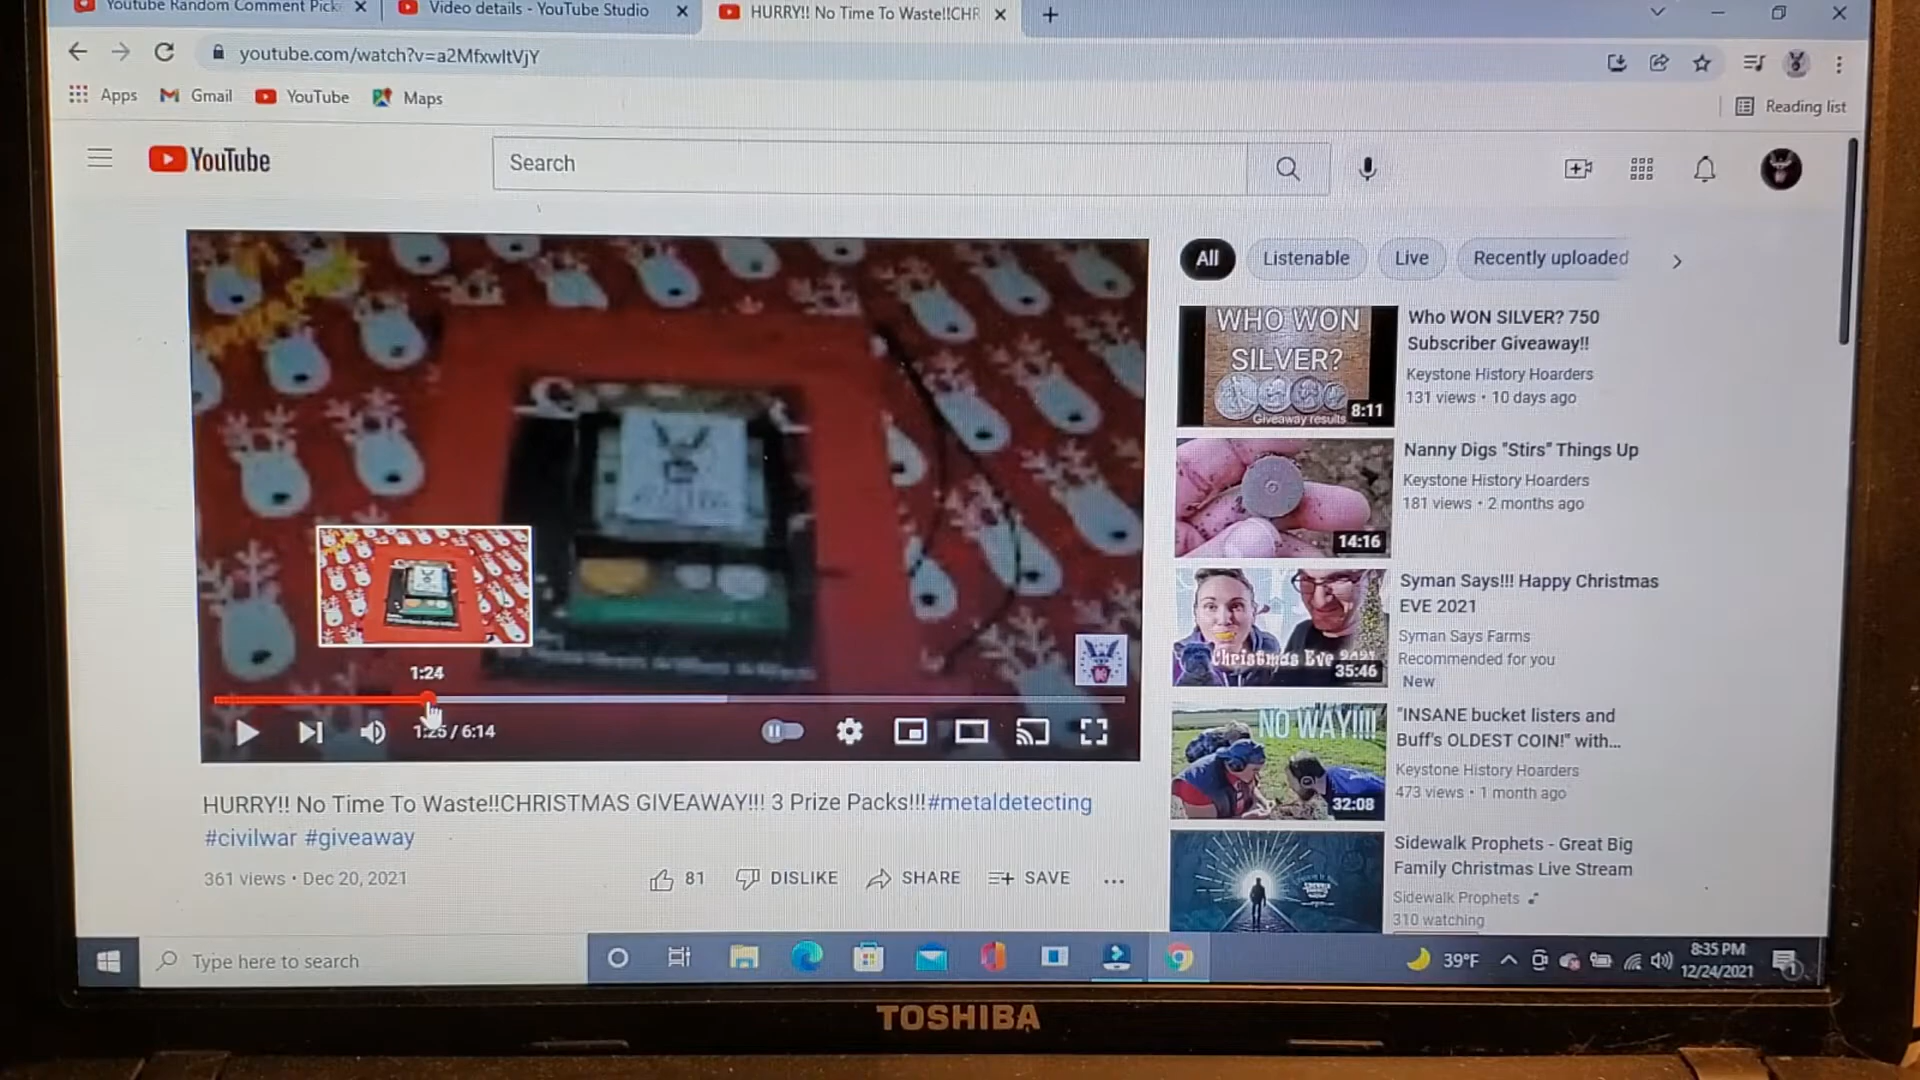 Youtube Random Comment Pick
Video details - YouTube Studio
HURRY!! No Time To Waste!!CHR
youtube.com/watch?v=a2MfxwltVjY
Apps
Gmail
YouTube
Maps
Reading list
YouTube
Search
All
Listenable
Live
Recently uploaded
WHO WON
SILVER?
Giveaway results
8:11
Who WON SILVER? 750
Subscriber Giveaway!!
Keystone History Hoarders
131 views • 10 days ago
14:16
Nanny Digs "Stirs" Things Up
Keystone History Hoarders
181 views • 2 months ago
Christmas Eve 2021
35:46
Syman Says!!! Happy Christmas
EVE 2021
Syman Says Farms
Recommended for you
New
NO WAY!!!!
32:08
"INSANE bucket listers and
Buff's OLDEST COIN!" with...
Keystone History Hoarders
473 views • 1 month ago
Sidewalk Prophets - Great Big
Family Christmas Live Stream
Sidewalk Prophets
310 watching
1:24
1:25 / 6:14
HURRY!! No Time To Waste!!CHRISTMAS GIVEAWAY!!! 3 Prize Packs!!!#metaldetecting
#civilwar #giveaway
361 views • Dec 20, 2021
81
DISLIKE
SHARE
SAVE
Type here to search
39°F
8:35 PM
12/24/2021
1
TOSHIBA